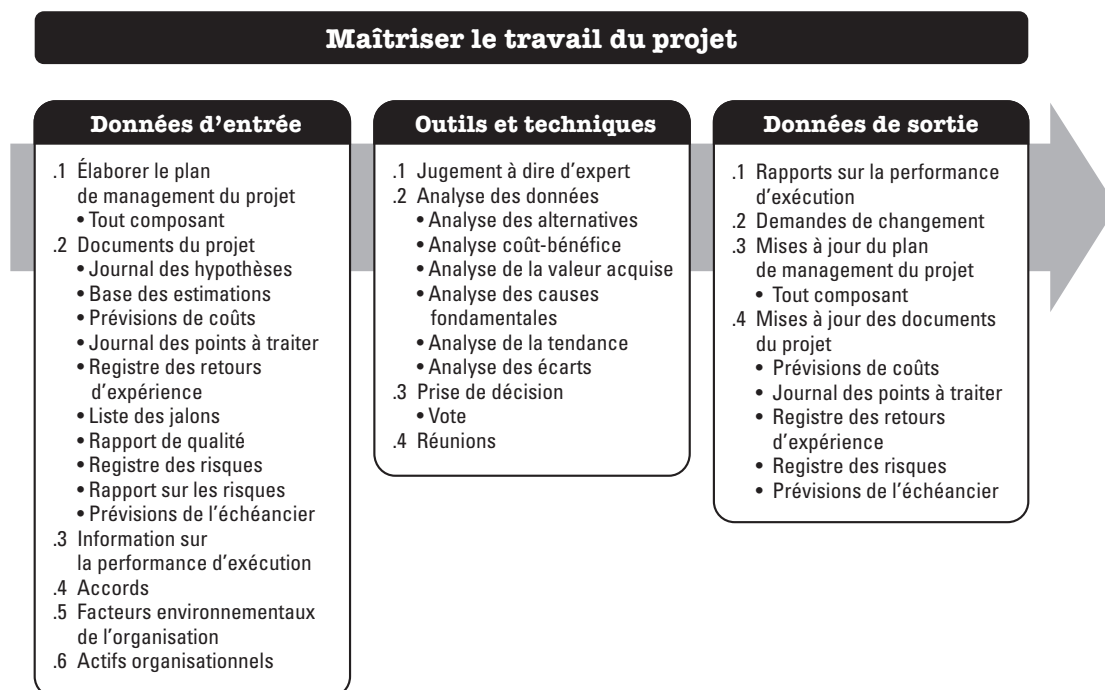 Maîtriser le travail du projet
Données d’entrée
.1 Élaborer le plan
de management du projet
• Tout composant
.2 Documents du projet
• Journal des hypothèses
• Base des estimations
• Prévisions de coûts
• Journal des points à traiter
• Registre des retours
d’expérience
• Liste des jalons
• Rapport de qualité
• Registre des risques
• Rapport sur les risques
• Prévisions de l’échéancier
.3 Information sur
la performance d’exécution
.4 Accords
.5 Facteurs environnementaux
de l’organisation
.6 Actifs organisationnels
Outils et techniques
.1 Jugement à dire d’expert
.2 Analyse des données
• Analyse des alternatives
• Analyse coût-bénéfice
• Analyse de la valeur acquise
• Analyse des causes
fondamentales
• Analyse de la tendance
• Analyse des écarts
.3 Prise de décision
• Vote
.4 Réunions
Données de sortie
.1 Rapports sur la performance
d’exécution
.2 Demandes de changement
.3 Mises à jour du plan
de management du projet
• Tout composant
.4 Mises à jour des documents
du projet
• Prévisions de coûts
• Journal des points à traiter
• Registre des retours
d’expérience
• Registre des risques
• Prévisions de l’échéancier